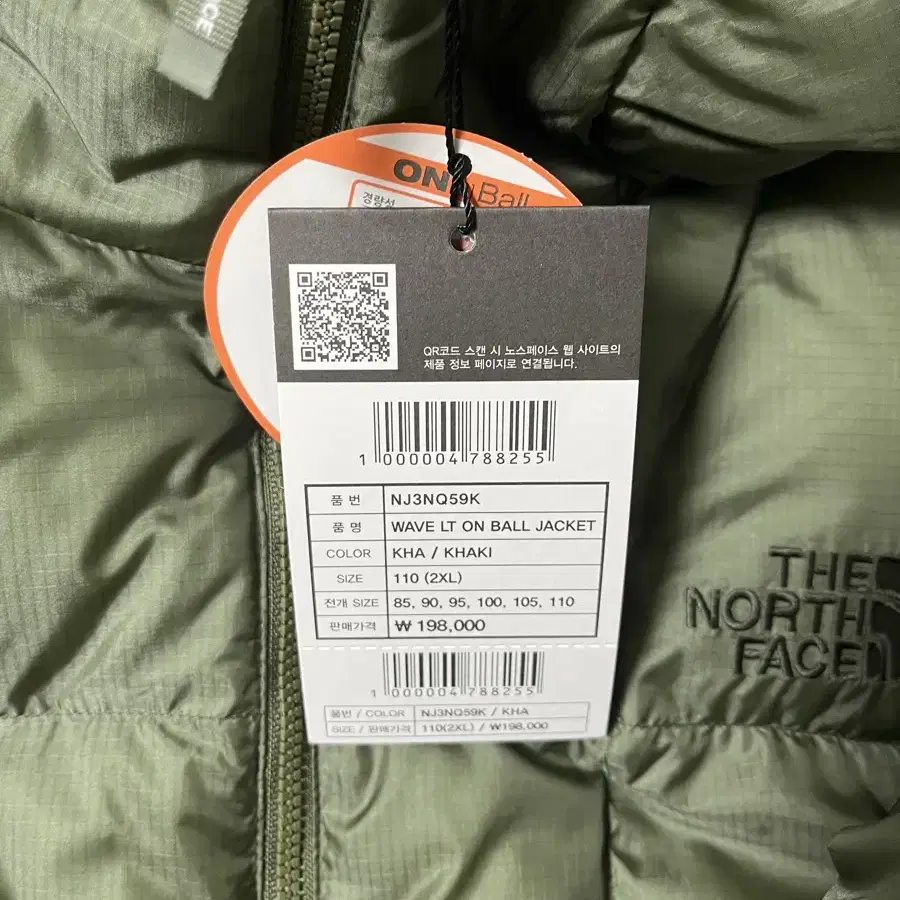 ACE
ON Ball
경량성
QR코드 스캔 시 노스페이스 웹 사이트의
제품 정보 페이지로 연결됩니다.
1 000004 788255
품 번 NJ3NQ59K
품 명 WAVE LT ON BALL JACKET
COLOR KHA / KHAKI
SIZE 110 (2XL)
전개 SIZE 85, 90, 95, 100, 105, 110
판매가격 ₩ 198,000
1 000004 788255
품번 / COLOR NJ3NQ59K / KHA
SIZE / 판매가격 110(2XL) / ₩198,000
THE
NORTH
FACE